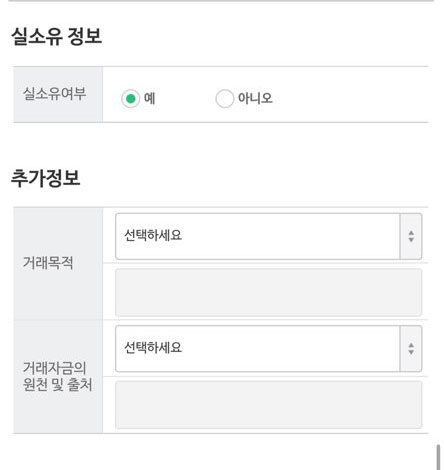 실소유 정보
실소유여부
예
아니오
추가정보
거래목적
선택하세요
거래자금의
원천 및 출처
선택하세요